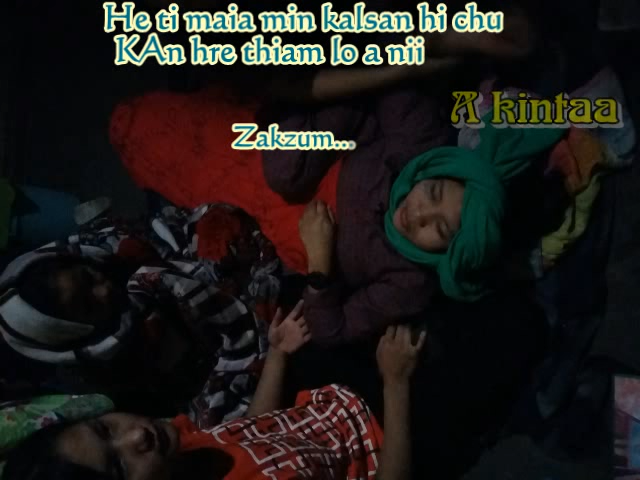 He ti maia min kalsan hi chu
KAn hre thiam lo a nii
A kintaa
Zakzum...